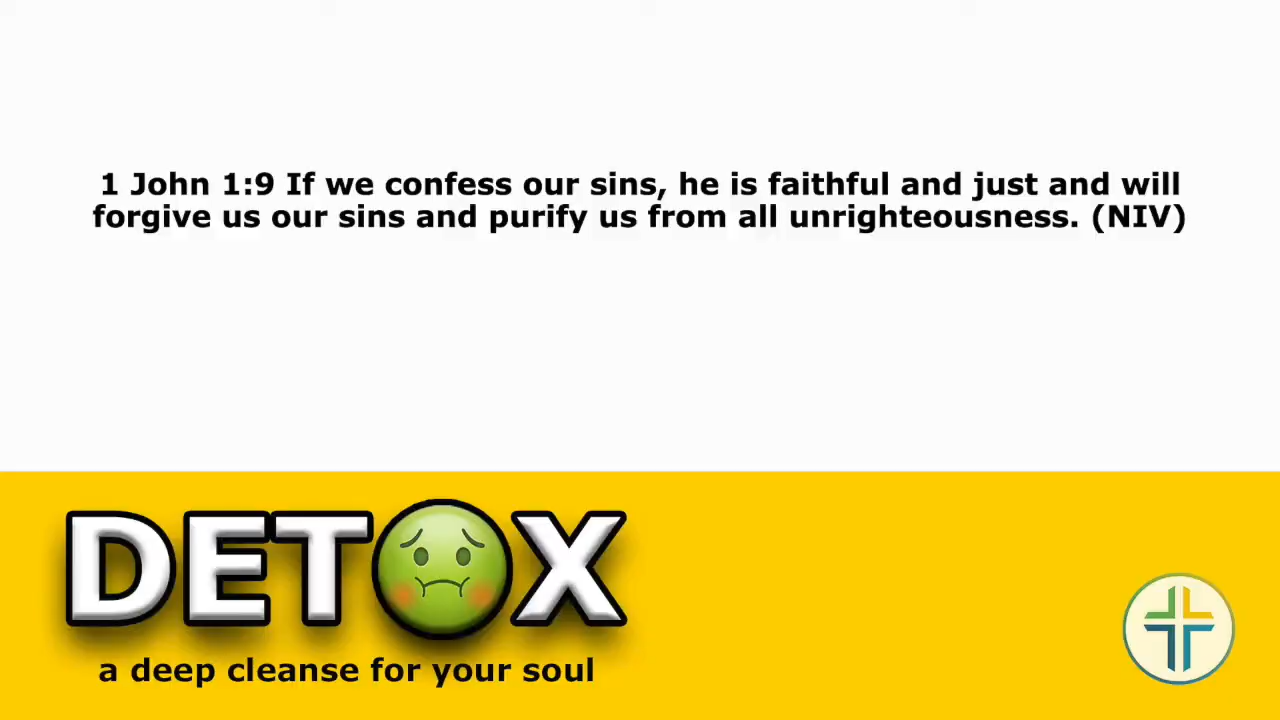 1 John 1:9 If we confess our sins, he is faithful and just and will
forgive us our sins and purify us from all unrighteousness. (NIV)
DETOX
a deep cleanse for your soul